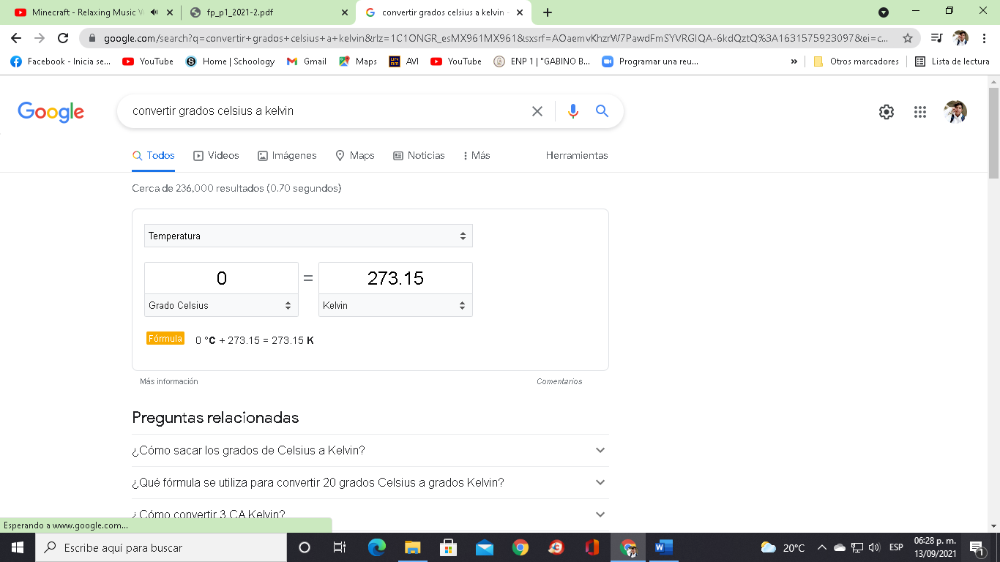 Minecraft - Relaxing Music V
fp_p1_2021-2.pdf
convertir grados celsius a kelvin -
google.com/search?q=convertir+grados+celsius+a+kelvin&rlz=1C1ONGR_esMX961MX961&sxsrf=AOaemvKhzrW7PawdFmSYVRGlQA-6kdQztQ%3A1631575923097&ei=c...
Facebook - Inicia se...
YouTube
Home | Schoology
Gmail
Maps
AVI
YouTube
ENP 1 | "GABINO B...
Programar una reu...
»
Otros marcadores
Lista de lectura
Google
convertir grados celsius a kelvin
Todos
Videos
Imágenes
Maps
Noticias
Más
Herramientas
Cerca de 236,000 resultados (0.70 segundos)
Temperatura
0 = 273.15
Grado Celsius
Kelvin
Fórmula 0 °C + 273.15 = 273.15 K
Más información
Comentarios
Preguntas relacionadas
¿Cómo sacar los grados de Celsius a Kelvin?
¿Qué fórmula se utiliza para convertir 20 grados Celsius a grados Kelvin?
¿Cómo convertir 3 CA Kelvin?
Esperando a www.google.com...
Escribe aquí para buscar
20°C
ESP
06:28 p. m.
13/09/2021
1